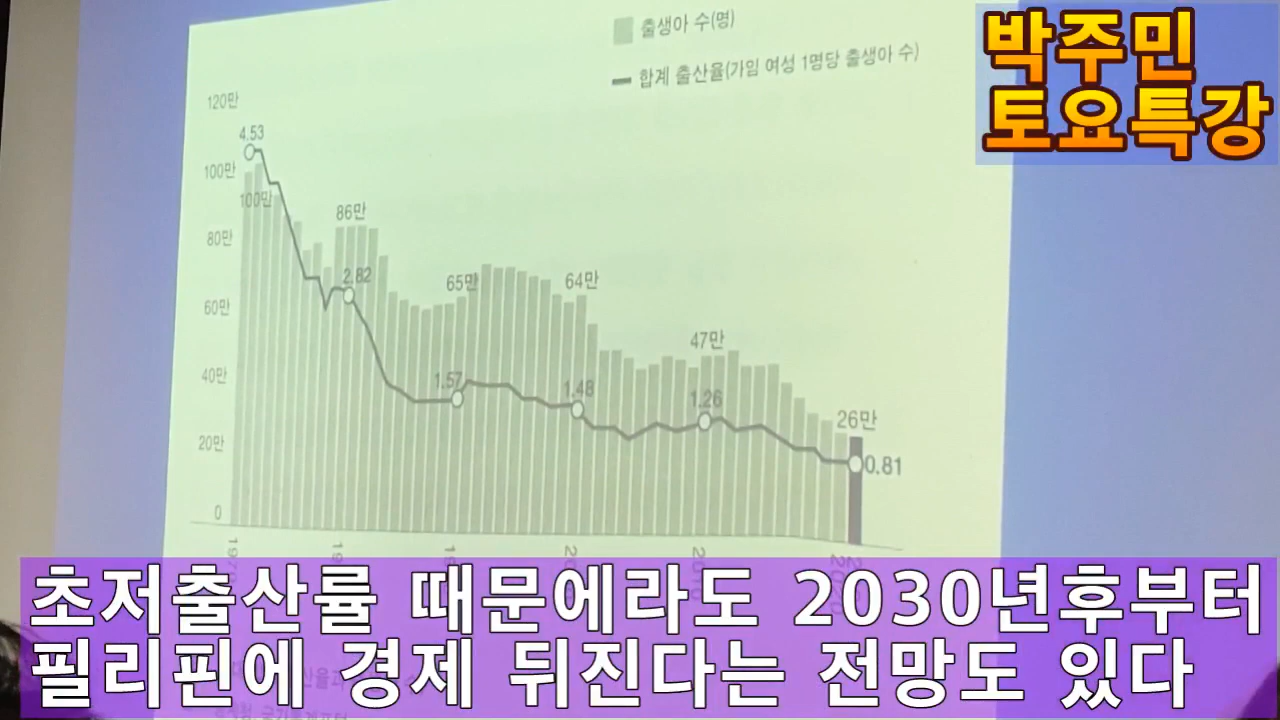 박주민
토요특강
출생아 수(명)
합계 출산율(가임 여성 1명당 출생아 수)
120만
100만
80만
60만
40만
20만
0
4.53
100만
86만
2.82
65만
1.57
64만
1.48
47만
1.26
26만
0.81
초저출산률 때문에라도 2030년후부터
필리핀에 경제 뒤진다는 전망도 있다